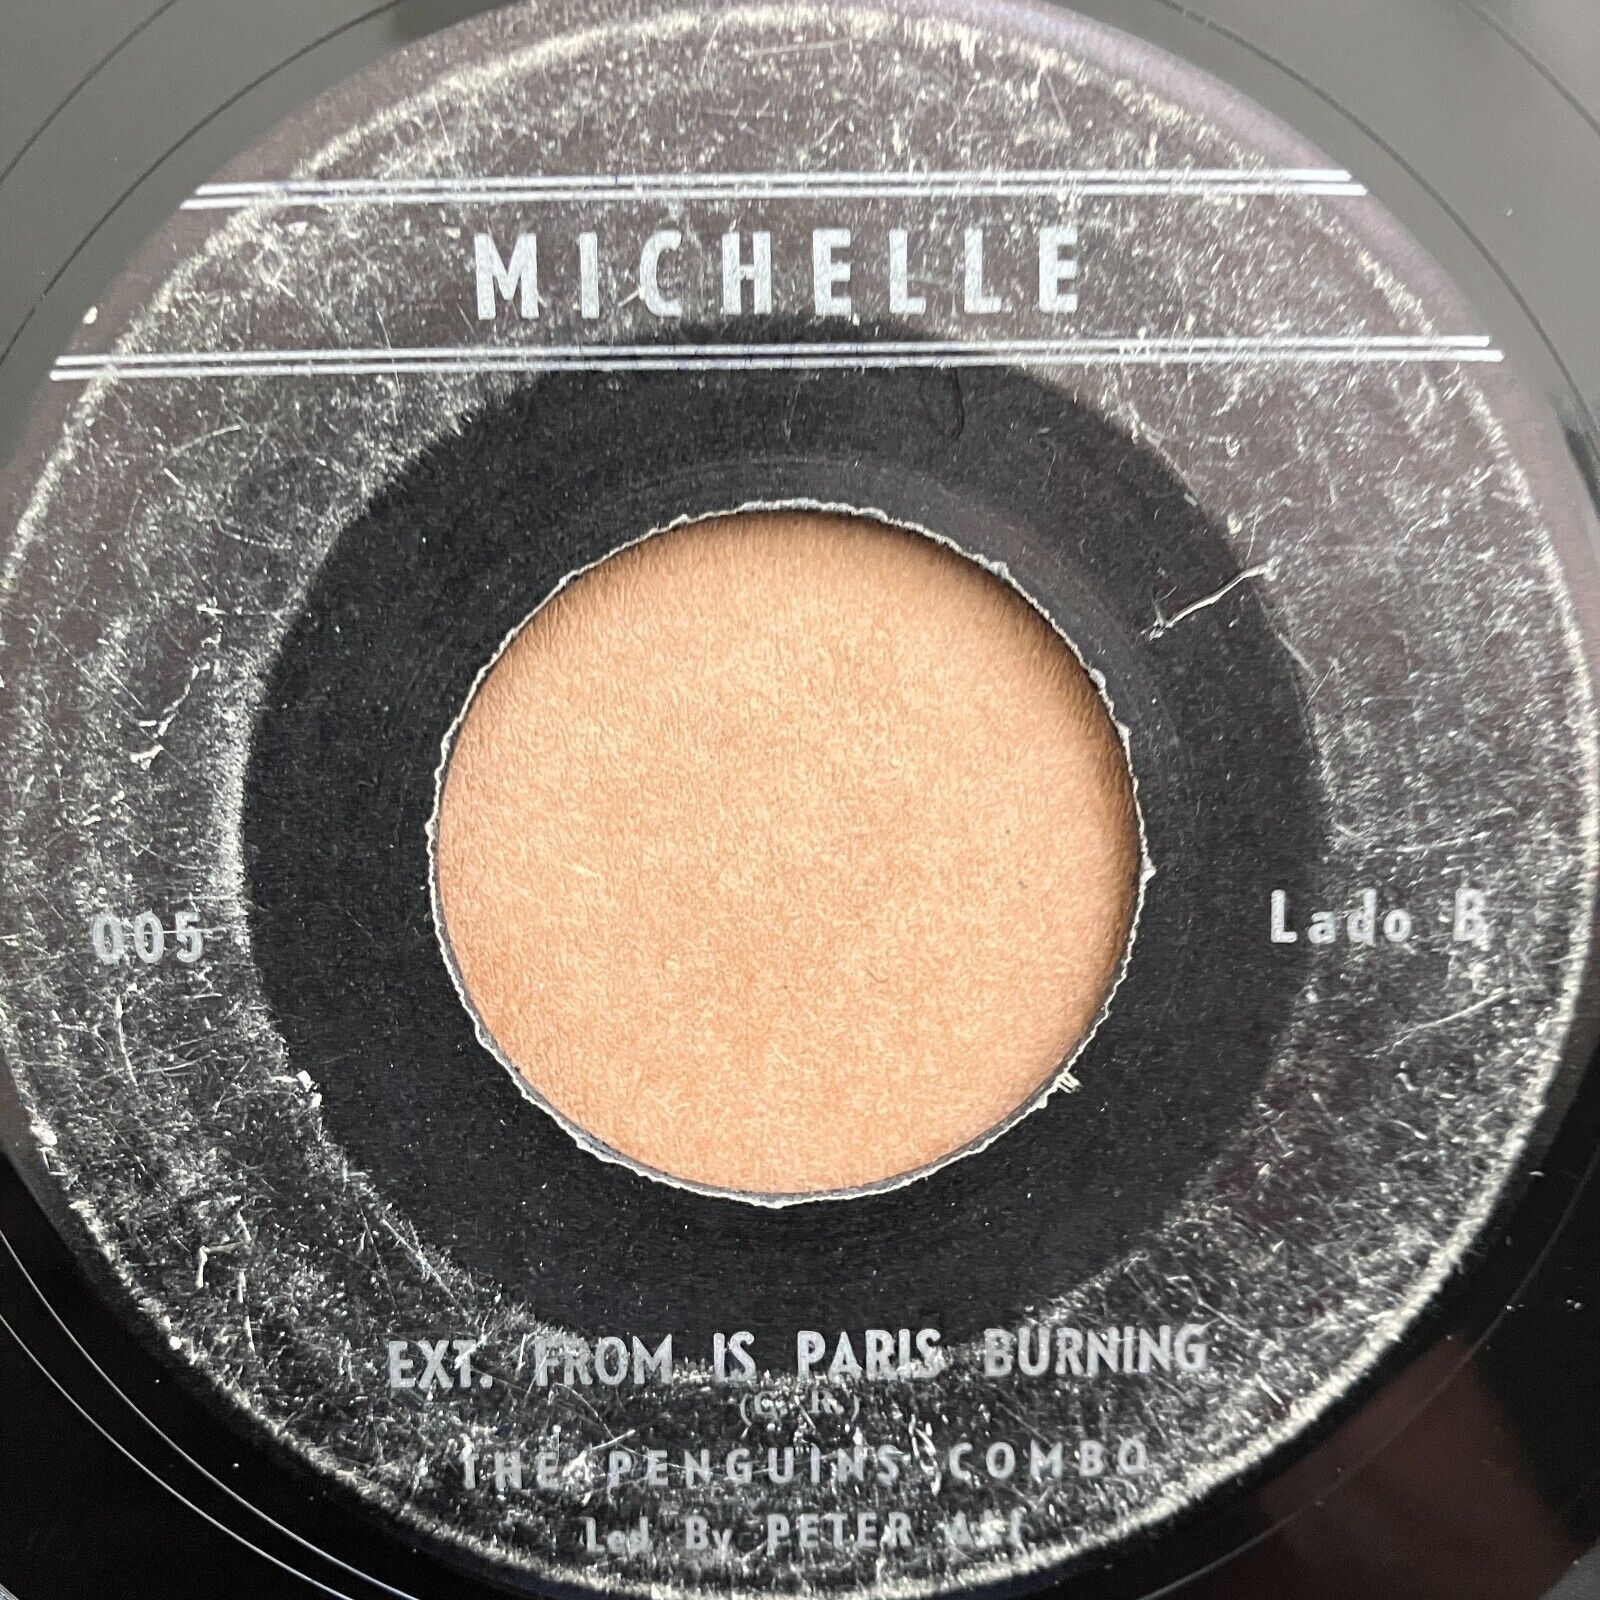 MICHELLE
005
Lado B
EXT. FROM IS PARIS BURNING
THE PENGUINS COMBO
Led By PETER